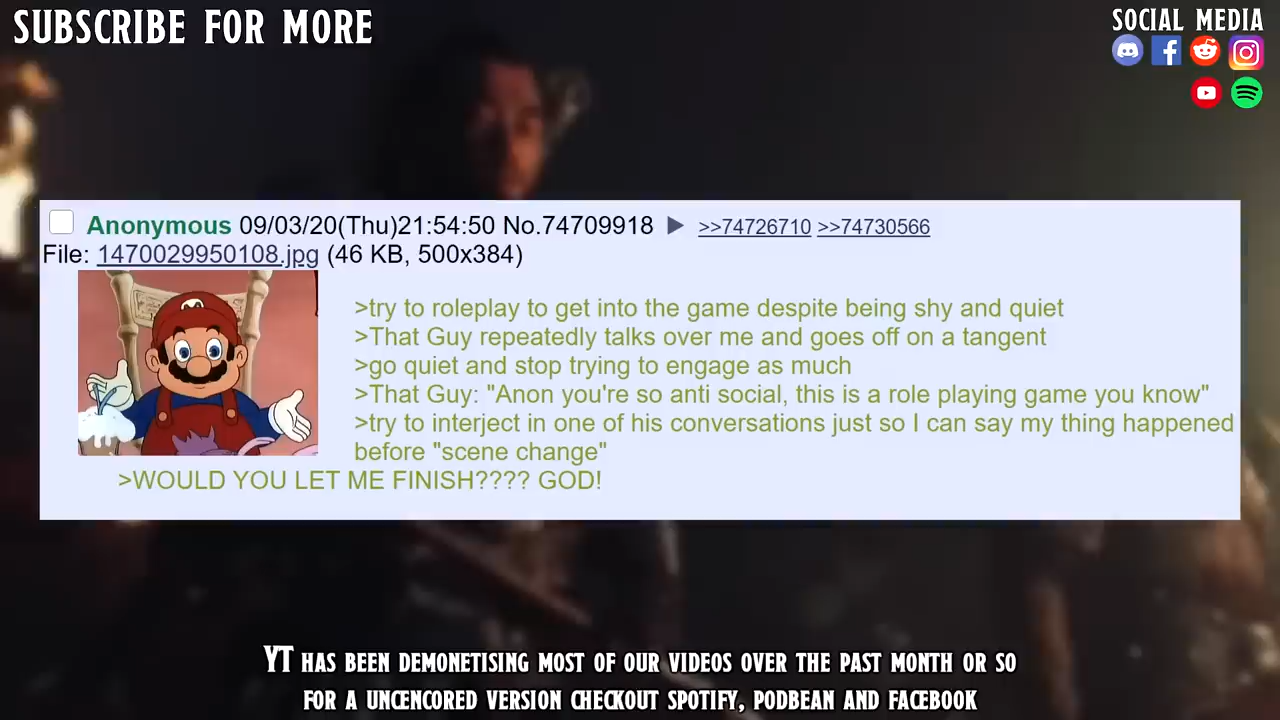 SUBSCRIBE FOR MORE
SOCIAL MEDIA
Anonymous 09/03/20(Thu)21:54:50 No.74709918 ▶ >>74726710 >>74730566
File: 1470029950108.jpg (46 KB, 500x384)
>try to roleplay to get into the game despite being shy and quiet
>That Guy repeatedly talks over me and goes off on a tangent
>go quiet and stop trying to engage as much
>That Guy: "Anon you're so anti social, this is a role playing game you know"
>try to interject in one of his conversations just so I can say my thing happened
before "scene change"
>WOULD YOU LET ME FINISH???? GOD!
YT HAS BEEN DEMONETISING MOST OF OUR VIDEOS OVER THE PAST MONTH OR SO
FOR A UNCENCORED VERSION CHECKOUT SPOTIFY, PODBEAN AND FACEBOOK